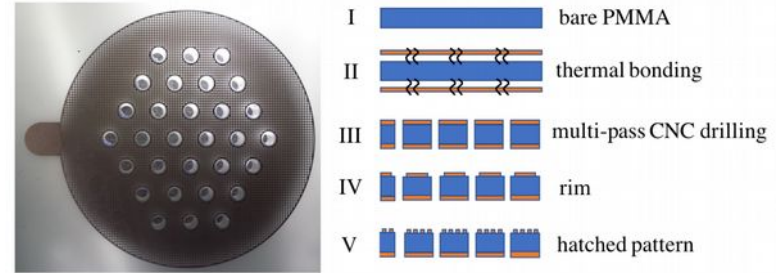 I bare PMMA
II thermal bonding
III multi-pass CNC drilling
IV rim
V hatched pattern